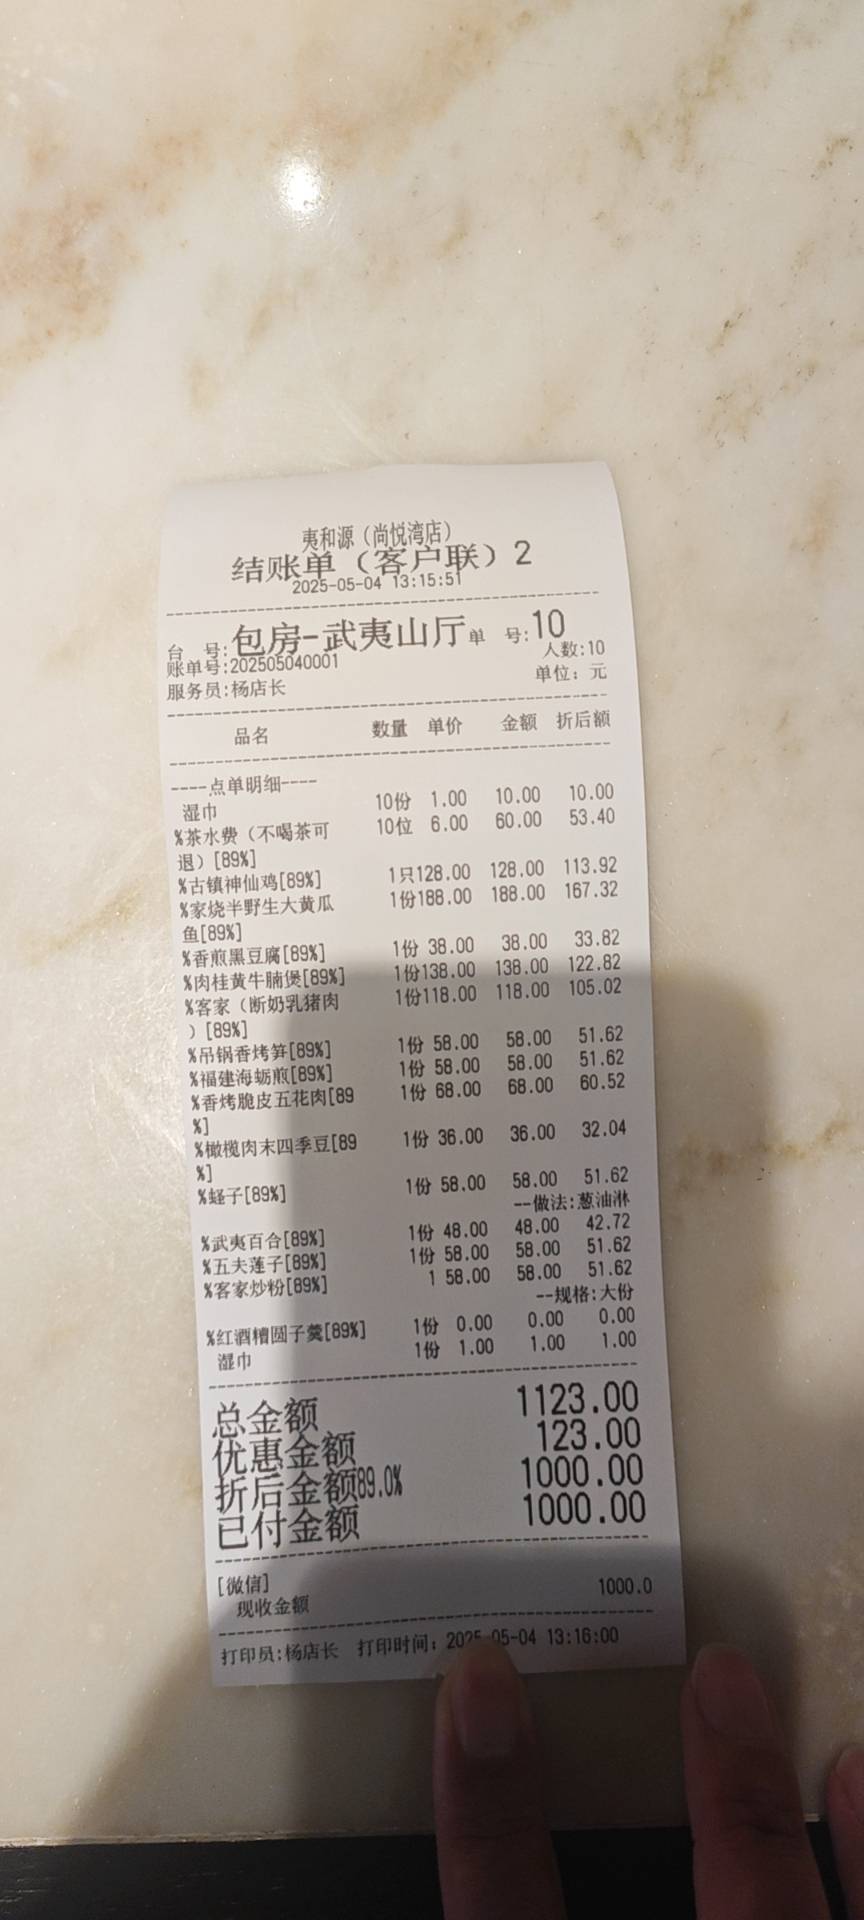 夷和源（尚悦湾店）
结账单（客户联）2
2025-05-04 13:15:51
台 号:包房-武夷山厅 单 号:10
账单号:202505040001 人数:10
服务员:杨店长 单位：元
品名 数量 单价 金额 折后额
----点单明细----
湿巾 10份 1.00 10.00 10.00
%茶水费（不喝茶可 10位 6.00 60.00 53.40
退）[89%]
%古镇神仙鸡[89%] 1只128.00 128.00 113.92
%家烧半野生大黄瓜 1份188.00 188.00 167.32
鱼[89%]
%香煎黑豆腐[89%] 1份 38.00 38.00 33.82
%肉桂黄牛腩煲[89%] 1份138.00 138.00 122.82
%客家（断奶乳猪肉 1份118.00 118.00 105.02
）[89%]
%吊锅香烤笋[89%] 1份 58.00 58.00 51.62
%福建海蛎煎[89%] 1份 58.00 58.00 51.62
%香烤脆皮五花肉[89 1份 68.00 68.00 60.52
%]
%橄榄肉末四季豆[89 1份 36.00 36.00 32.04
%]
%蛏子[89%] 1份 58.00 58.00 51.62
--做法:葱油淋
%武夷百合[89%] 1份 48.00 48.00 42.72
%五夫莲子[89%] 1份 58.00 58.00 51.62
%客家炒粉[89%] 1 58.00 58.00 51.62
--规格:大份
%红酒糟圆子羹[89%] 1份 0.00 0.00 0.00
湿巾 1份 1.00 1.00 1.00
总金额 1123.00
优惠金额 123.00
折后金额89.0% 1000.00
已付金额 1000.00
[微信] 1000.0
现收金额
打印员:杨店长 打印时间：2025-05-04 13:16:00